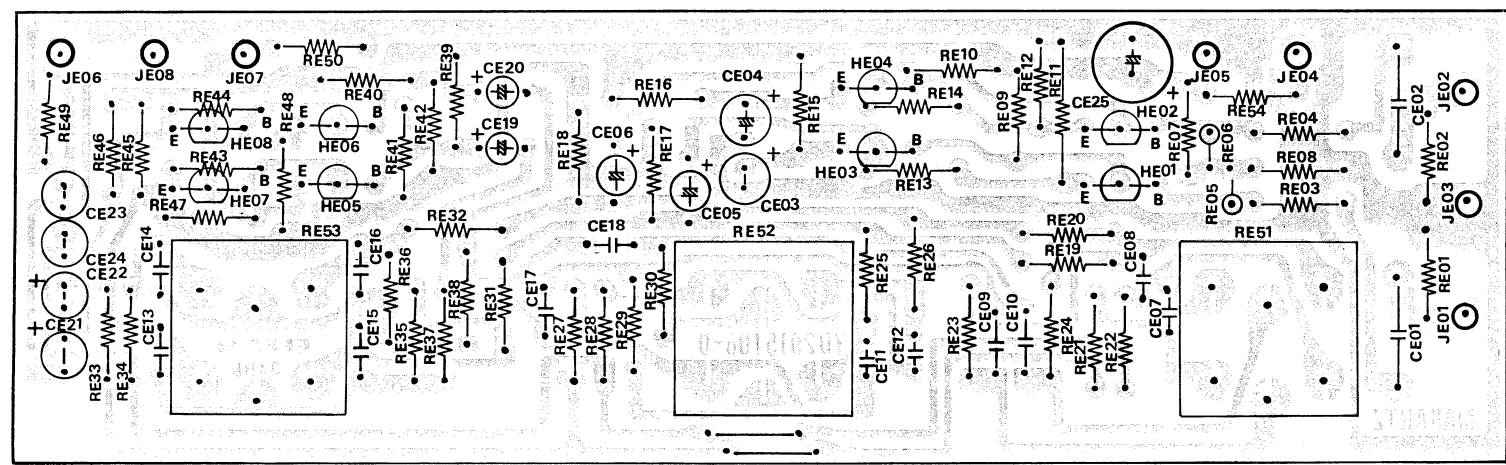 JE06
JE08
JE07
RE50
RE49
RE44
E
B
HE08
RE48
RE40
HE06
E
B
RE42
RE39
+
CE20
+
CE19
RE46
RE45
RE43
E
B
HE07
RE47
HE05
E
B
RE41
RE16
RE18
CE06
+
RE17
CE04
+
CE05
+
CE03
+
RE15
E
HE04
B
RE10
RE14
E
HE03
B
RE13
RE09
RE12
RE11
CE25
+
HE02
E
B
HE01
E
B
RE07
RE06
RE05
JE05
JE04
RE54
RE04
RE08
RE03
CE02
JE02
RE02
JE03
CE23
CE24
CE22
+
CE21
+
RE33
RE34
CE14
CE13
RE53
CE16
CE15
RE36
RE35
RE37
RE32
RE38
RE31
CE17
CE18
RE27
RE28
RE29
RE30
RE52
RE25
CE11
CE12
RE26
RE23
CE09
CE10
RE20
RE19
RE24
RE21
RE22
CE08
CE07
RE51
CE01
RE01
JE01
YD2915106-0
MARANTZ